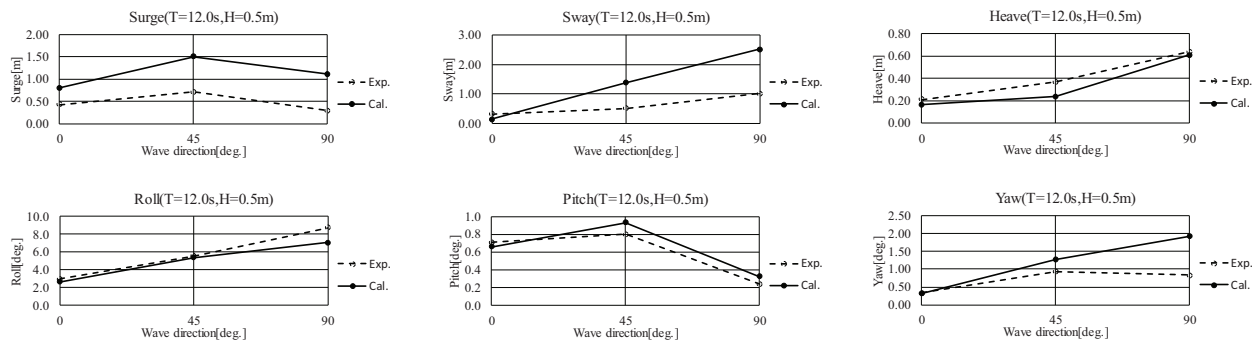 Surge(T=12.0s,H=0.5m)
2.00
1.50
1.00
0.50
0.00
Surge[m]
0
45
90
Wave direction[deg.]
Exp.
Cal.
Sway(T=12.0s,H=0.5m)
3.00
2.00
1.00
0.00
Sway[m]
0
45
90
Wave direction[deg.]
Exp.
Cal.
Heave(T=12.0s,H=0.5m)
0.80
0.60
0.40
0.20
0.00
Heave[m]
0
45
90
Wave direction[deg.]
Exp.
Cal.
Roll(T=12.0s,H=0.5m)
10.0
8.0
6.0
4.0
2.0
0.0
Roll[deg.]
0
45
90
Wave direction[deg.]
Exp.
Cal.
Pitch(T=12.0s,H=0.5m)
1.0
0.8
0.6
0.4
0.2
0.0
Pitch[deg.]
0
45
90
Wave direction[deg.]
Exp.
Cal.
Yaw(T=12.0s,H=0.5m)
2.50
2.00
1.50
1.00
0.50
0.00
Yaw[deg.]
0
45
90
Wave direction[deg.]
Exp.
Cal.